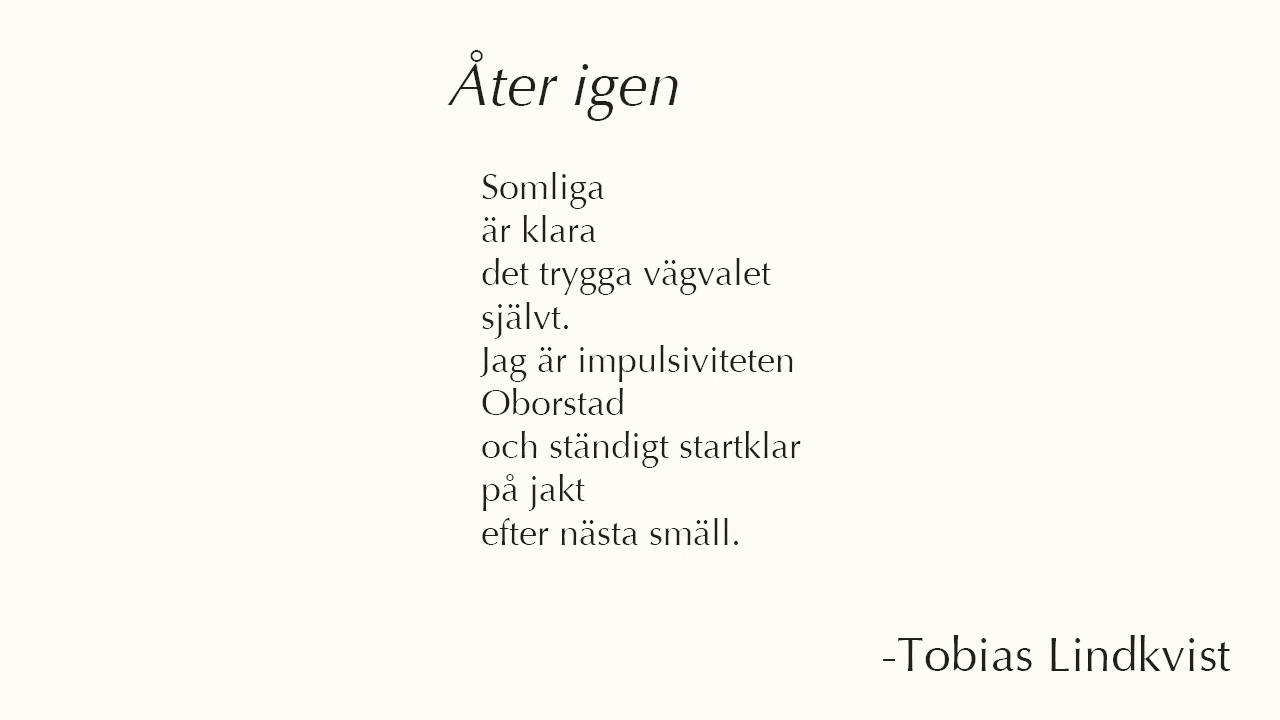 Åter igen
Somliga
är klara
det trygga vägvalet
självt.
Jag är impulsiviteten
Oborstad
och ständigt startklar
på jakt
efter nästa smäll.
-Tobias Lindkvist